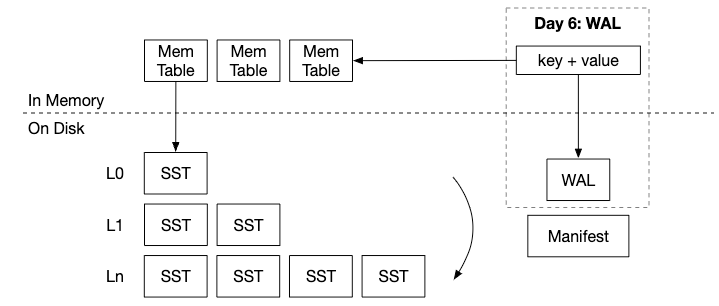 Day 6: WAL
Mem Table
Mem Table
Mem Table
key + value
In Memory
On Disk
L0
SST
WAL
L1
SST
SST
Manifest
Ln
SST
SST
SST
SST